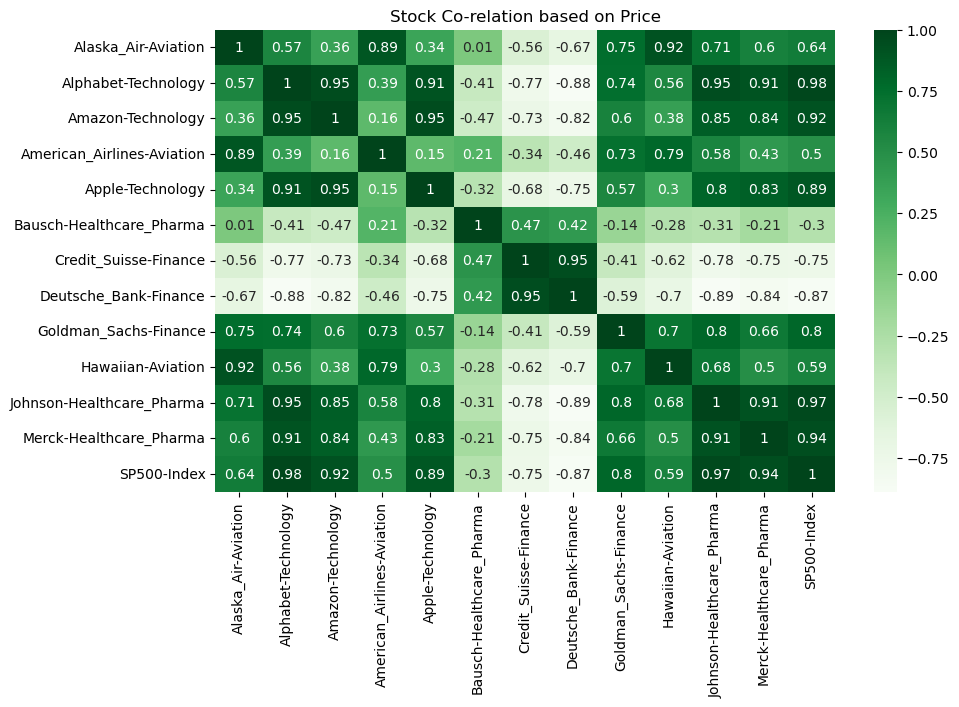 Stock Co-relation based on Price
Alaska_Air-Aviation 1 0.57 0.36 0.89 0.34 0.01 -0.56 -0.67 0.75 0.92 0.71 0.6 0.64
Alphabet-Technology 0.57 1 0.95 0.39 0.91 -0.41 -0.77 -0.88 0.74 0.56 0.95 0.91 0.98
Amazon-Technology 0.36 0.95 1 0.16 0.95 -0.47 -0.73 -0.82 0.6 0.38 0.85 0.84 0.92
American_Airlines-Aviation 0.89 0.39 0.16 1 0.15 0.21 -0.34 -0.46 0.73 0.79 0.58 0.43 0.5
Apple-Technology 0.34 0.91 0.95 0.15 1 -0.32 -0.68 -0.75 0.57 0.3 0.8 0.83 0.89
Bausch-Healthcare_Pharma 0.01 -0.41 -0.47 0.21 -0.32 1 0.47 0.42 -0.14 -0.28 -0.31 -0.21 -0.3
Credit_Suisse-Finance -0.56 -0.77 -0.73 -0.34 -0.68 0.47 1 0.95 -0.41 -0.62 -0.78 -0.75 -0.75
Deutsche_Bank-Finance -0.67 -0.88 -0.82 -0.46 -0.75 0.42 0.95 1 -0.59 -0.7 -0.89 -0.84 -0.87
Goldman_Sachs-Finance 0.75 0.74 0.6 0.73 0.57 -0.14 -0.41 -0.59 1 0.7 0.8 0.66 0.8
Hawaiian-Aviation 0.92 0.56 0.38 0.79 0.3 -0.28 -0.62 -0.7 0.7 1 0.68 0.5 0.59
Johnson-Healthcare_Pharma 0.71 0.95 0.85 0.58 0.8 -0.31 -0.78 -0.89 0.8 0.68 1 0.91 0.97
Merck-Healthcare_Pharma 0.6 0.91 0.84 0.43 0.83 -0.21 -0.75 -0.84 0.66 0.5 0.91 1 0.94
SP500-Index 0.64 0.98 0.92 0.5 0.89 -0.3 -0.75 -0.87 0.8 0.59 0.97 0.94 1
Alaska_Air-Aviation
Alphabet-Technology
Amazon-Technology
American_Airlines-Aviation
Apple-Technology
Bausch-Healthcare_Pharma
Credit_Suisse-Finance
Deutsche_Bank-Finance
Goldman_Sachs-Finance
Hawaiian-Aviation
Johnson-Healthcare_Pharma
Merck-Healthcare_Pharma
SP500-Index
1.00
0.75
0.50
0.25
0.00
−0.25
−0.50
−0.75